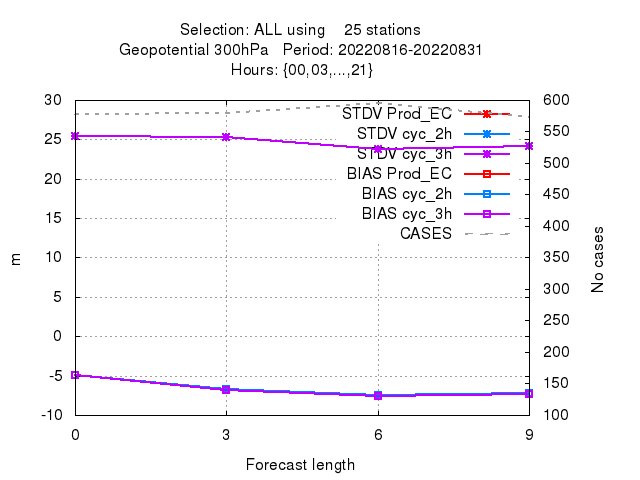 Selection: ALL using    25 stations
Geopotential 300hPa   Period: 20220816-20220831
Hours: {00,03,...,21}
30
25
20
15
10
5
0
-5
-10
m
600
550
500
450
400
350
300
250
200
150
100
No cases
STDV Prod_EC
STDV cyc_2h
STDV cyc_3h
BIAS Prod_EC
BIAS cyc_2h
BIAS cyc_3h
CASES
0 3 6 9
Forecast length